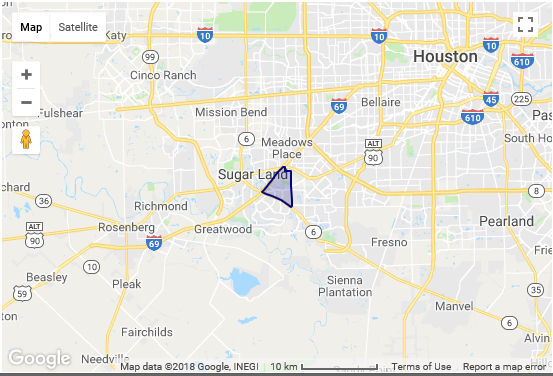 Map Satellite
Katy
10
10
99
Houston
10
610
Cinco Ranch
Bellaire
45
225
Fulshear
69
610
Mission Bend
6
Meadows
Place
ALT
90
South Ho
Sugar Land
8
Richmond
ALT
90
Rosenberg
Greatwood
Pearland
69
6
Fresno
10
Beasley
Pleak
Sienna
Plantation
59
288
35
6
Fairchilds
Alvin
Needville
Google
Map data ©2018 Google, INEGI 10 km Terms of Use Report a map error